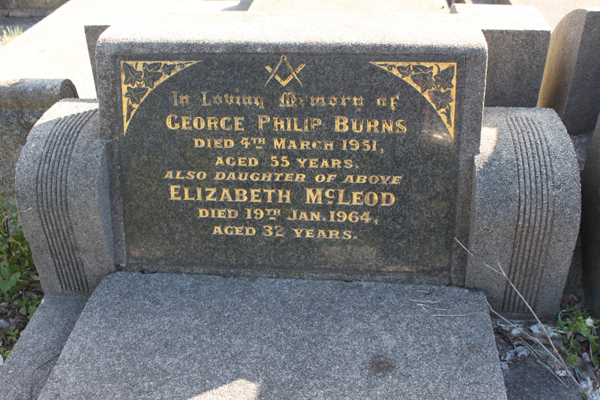 In Loving Memory of
GEORGE PHILIP BURNS
DIED 4TH MARCH 1951,
AGED 55 YEARS.
ALSO DAUGHTER OF ABOVE
ELIZABETH MCLEOD
DIED 19TH JAN. 1964,
AGED 32 YEARS.